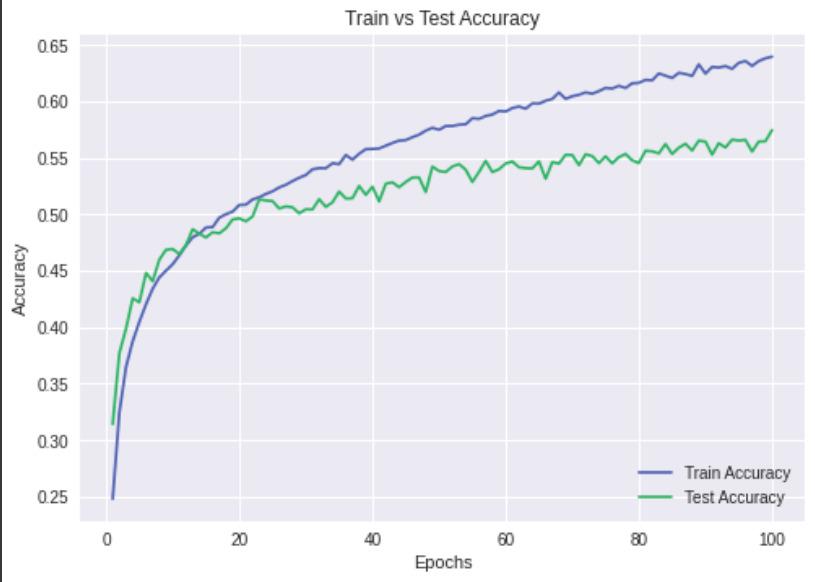 Train vs Test Accuracy
0.65
0.60
0.55
0.50
0.45
0.40
0.35
0.30
0.25
Accuracy
Train Accuracy
Test Accuracy
0 20 40 60 80 100
Epochs